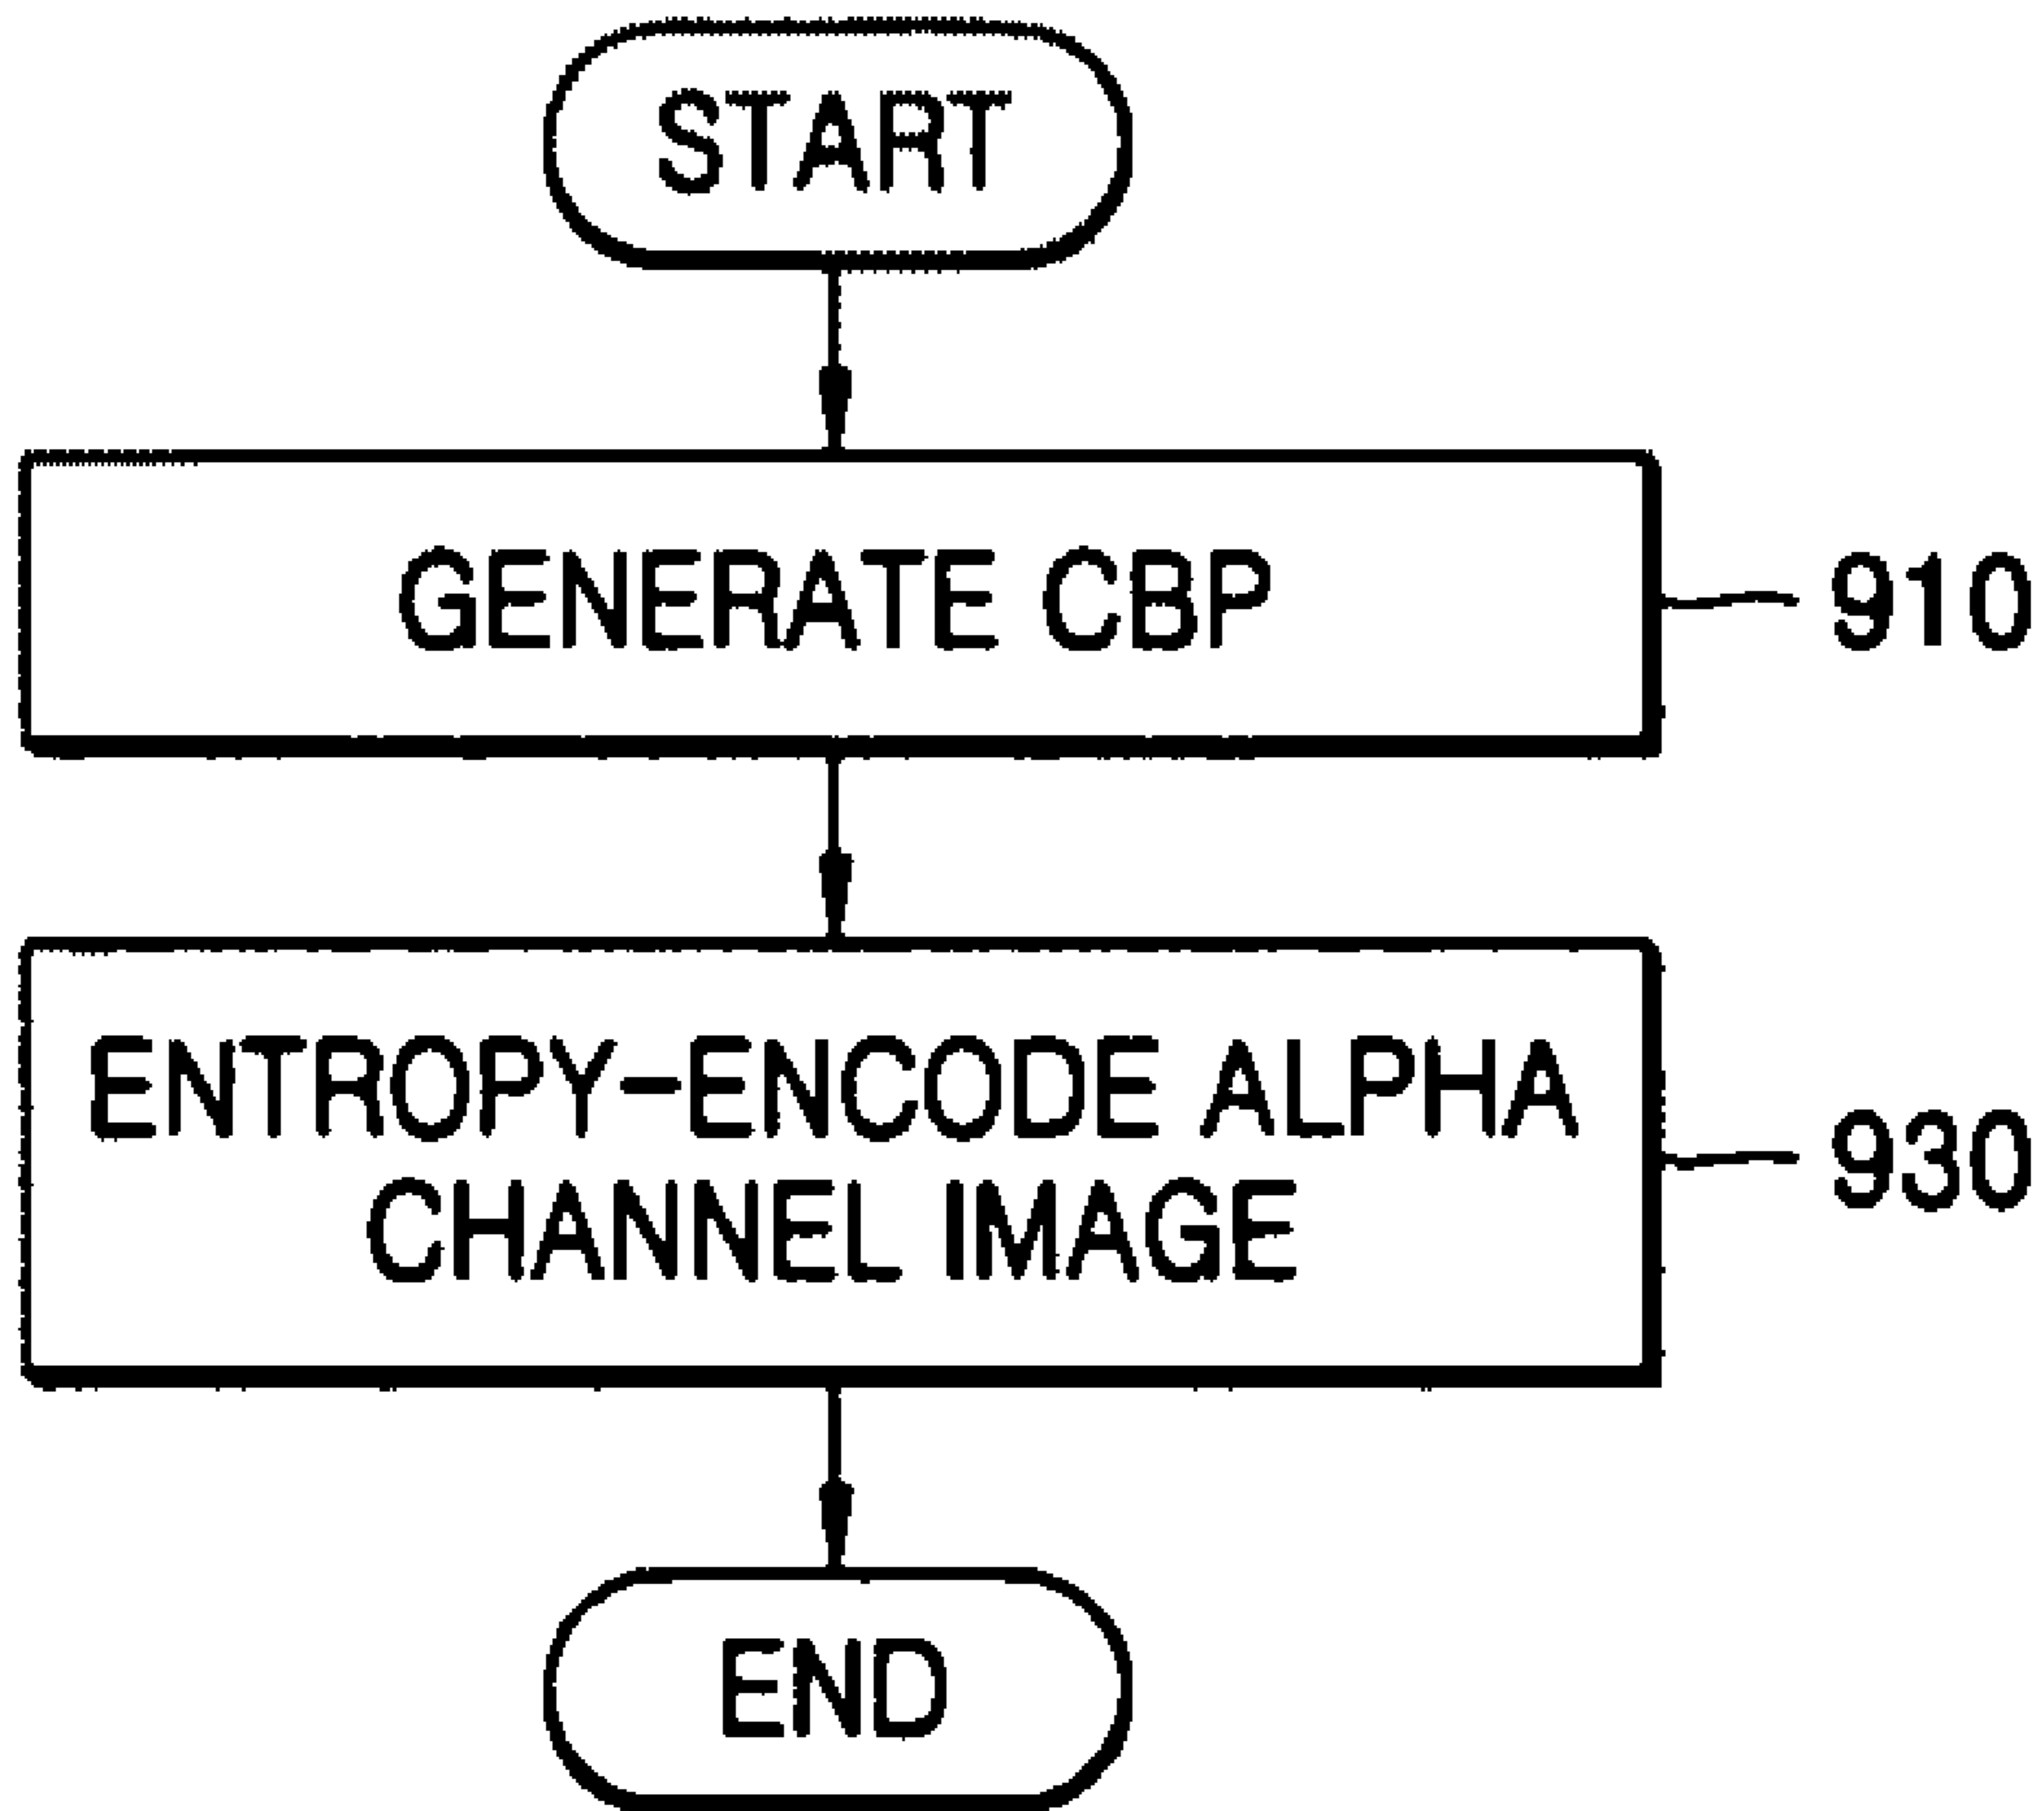 START
GENERATE CBP
910
ENTROPY-ENCODE ALPHA
CHANNEL IMAGE
930
END